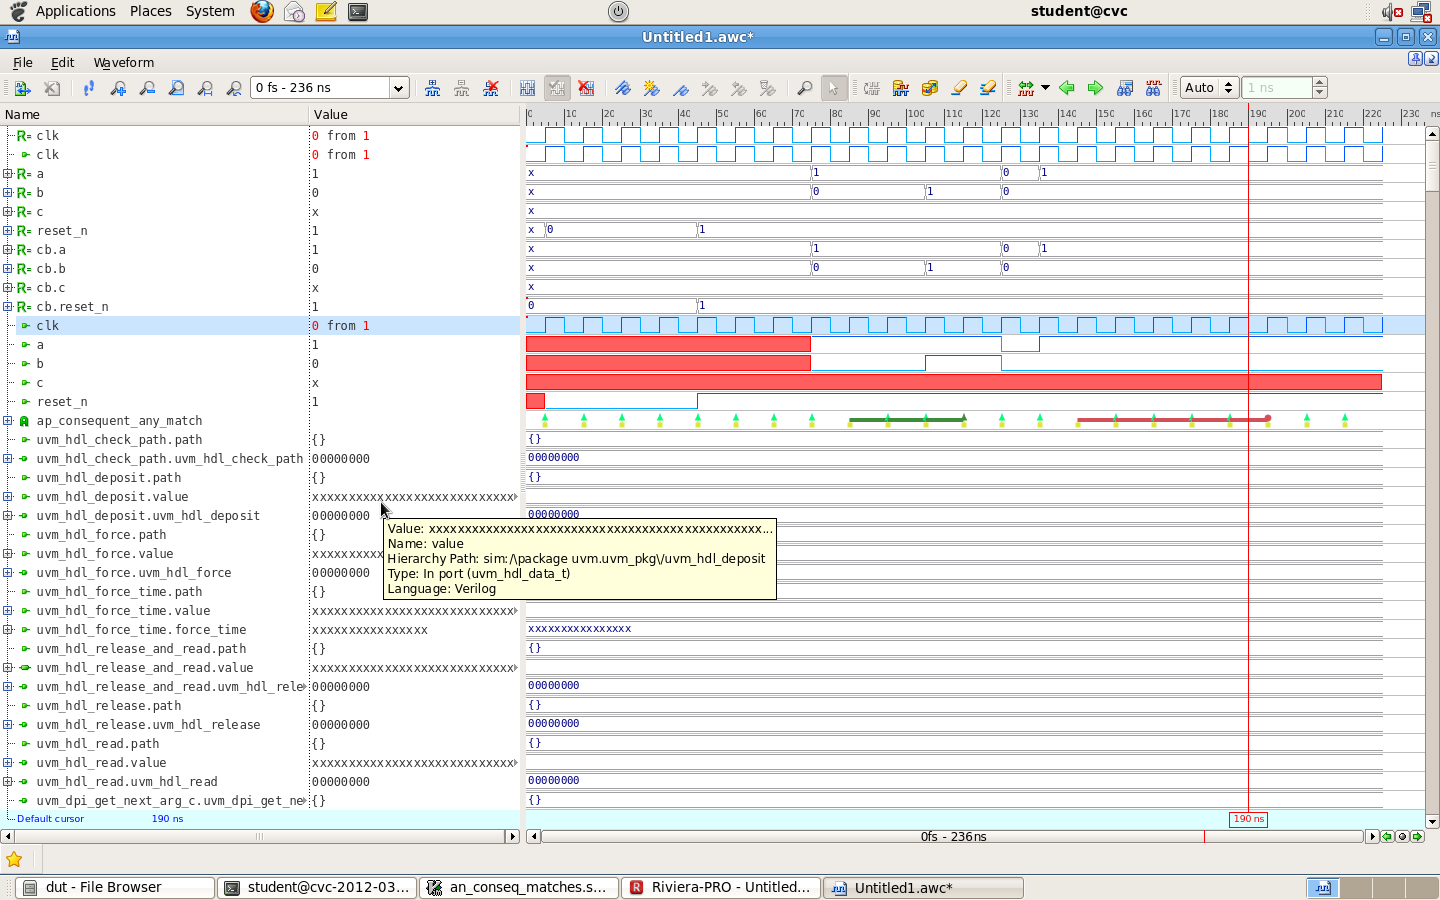 Applications Places System student@cvc
Untitled1.awc*
File Edit Waveform
0 fs - 236 ns Auto 1 ns
Name Value 0 10 20 30 40 50 60 70 80 90 100 110 120 130 140 150 160 170 180 190 200 210 220 230 ns
R= clk 0 from 1
clk 0 from 1
R= a 1 x 1 0 1
R= b 0 x 0 1 0
R= c x x
R= reset_n 1 x 0 1
R= cb.a 1 x 1 0 1
R= cb.b 0 x 0 1 0
R= cb.c x x
R= cb.reset_n 1 0 1
clk 0 from 1
a 1
b 0
c x
reset_n 1
ap_consequent_any_match
uvm_hdl_check_path.path {} {}
uvm_hdl_check_path.uvm_hdl_check_path 00000000 00000000
uvm_hdl_deposit.path {} {}
uvm_hdl_deposit.value xxxxxxxxxxxxxxxxxxxxxxxxxxxx
uvm_hdl_deposit.uvm_hdl_deposit 00000000 00000000
uvm_hdl_force.path {}
uvm_hdl_force.value xxxxxxxxxx
uvm_hdl_force.uvm_hdl_force 00000000
uvm_hdl_force_time.path {}
Value: xxxxxxxxxxxxxxxxxxxxxxxxxxxxxxxxxxxxxxxxxxxxxx...
Name: value
Hierarchy Path: sim:/\package uvm.uvm_pkg\/uvm_hdl_deposit
Type: In port (uvm_hdl_data_t)
Language: Verilog
uvm_hdl_force_time.value xxxxxxxxxxxxxxxxxxxxxxxxxxxx
uvm_hdl_force_time.force_time xxxxxxxxxxxxxxxx xxxxxxxxxxxxxxxx
uvm_hdl_release_and_read.path {} {}
uvm_hdl_release_and_read.value xxxxxxxxxxxxxxxxxxxxxxxxxxxx
uvm_hdl_release_and_read.uvm_hdl_rele 00000000 00000000
uvm_hdl_release.path {} {}
uvm_hdl_release.uvm_hdl_release 00000000 00000000
uvm_hdl_read.path {} {}
uvm_hdl_read.value xxxxxxxxxxxxxxxxxxxxxxxxxxxx
uvm_hdl_read.uvm_hdl_read 00000000 00000000
uvm_dpi_get_next_arg_c.uvm_dpi_get_ne {} {}
Default cursor 190 ns 190 ns
0fs - 236ns
dut - File Browser student@cvc-2012-03... an_conseq_matches.s... Riviera-PRO - Untitled... Untitled1.awc*